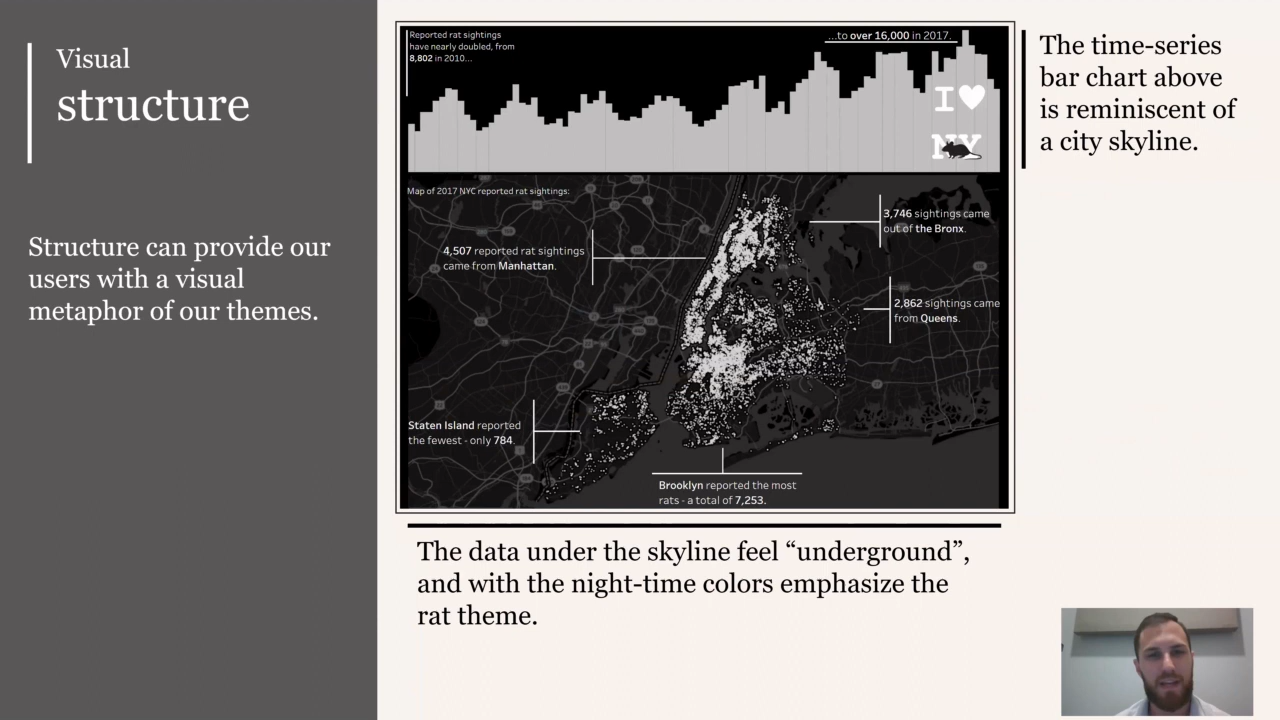 Visual
structure
Structure can provide our
users with a visual
metaphor of our themes.
Reported rat sightings
have nearly doubled, from
8,802 in 2010...
...to over 16,000 in 2017.
I
NY
Map of 2017 NYC reported rat sightings:
3,746 sightings came
out of the Bronx.
4,507 reported rat sightings
came from Manhattan.
2,862 sightings came
from Queens.
Staten Island reported
the fewest - only 784.
Brooklyn reported the most
rats - a total of 7,253.
The time-series
bar chart above
is reminiscent of
a city skyline.
The data under the skyline feel “underground”,
and with the night-time colors emphasize the
rat theme.